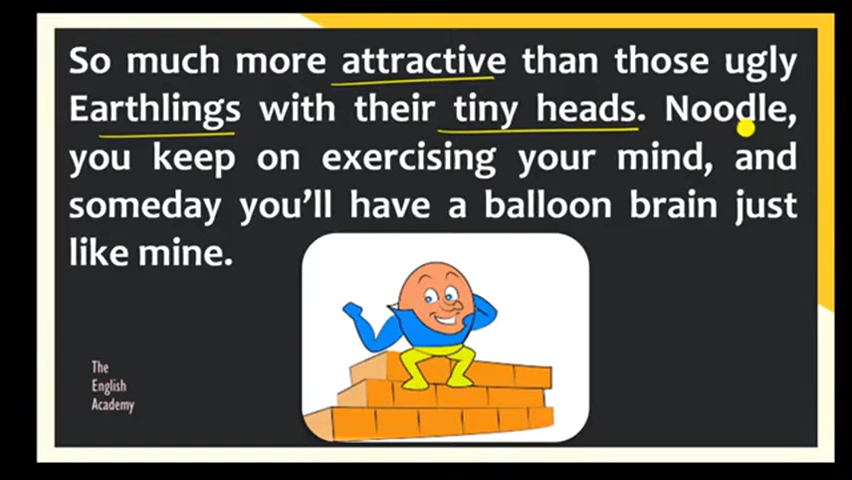 So much more attractive than those ugly
Earthlings with their tiny heads. Noodle,
you keep on exercising your mind, and
someday you’ll have a balloon brain just
like mine.
The
English
Academy